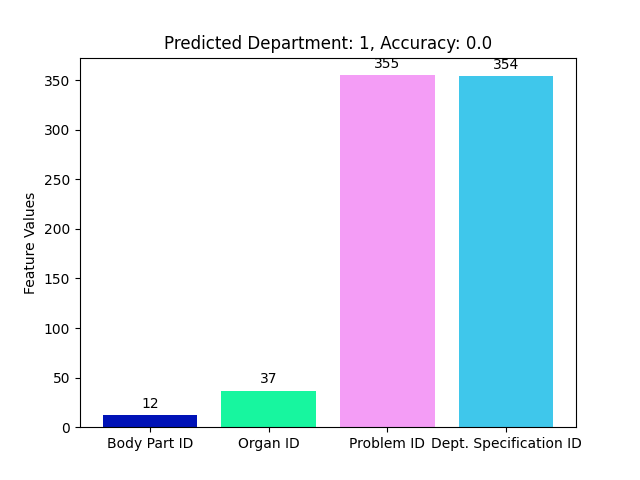 Predicted Department: 1, Accuracy: 0.0
Feature Values
350
300
250
200
150
100
50
0
12
37
355
354
Body Part ID
Organ ID
Problem ID
Dept. Specification ID